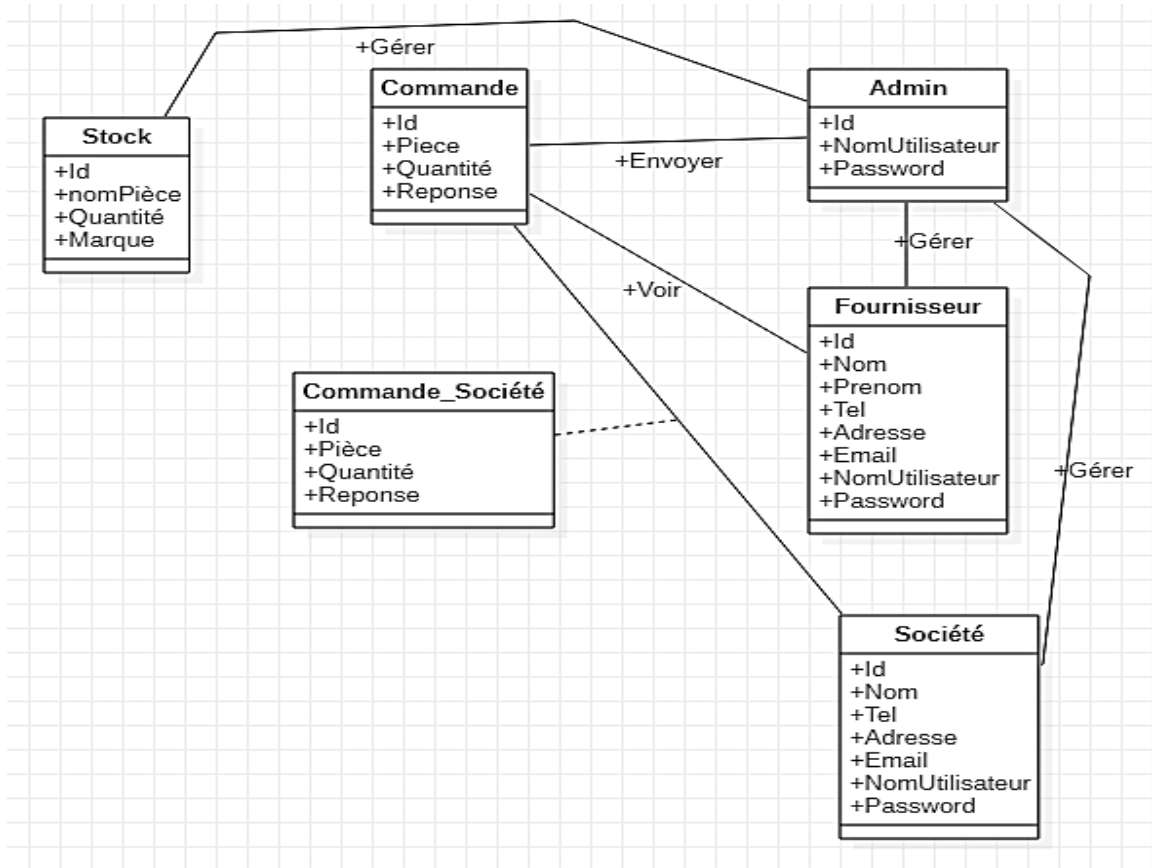 +Gérer
Commande
+Id
+Piece
+Quantité
+Reponse
Admin
+Id
+NomUtilisateur
+Password
Stock
+Id
+nomPièce
+Quantité
+Marque
+Envoyer
+Gérer
+Voir
Fournisseur
+Id
+Nom
+Prenom
+Tel
+Adresse
+Email
+NomUtilisateur
+Password
Commande_Société
+Id
+Pièce
+Quantité
+Reponse
+Gérer
Société
+Id
+Nom
+Tel
+Adresse
+Email
+NomUtilisateur
+Password